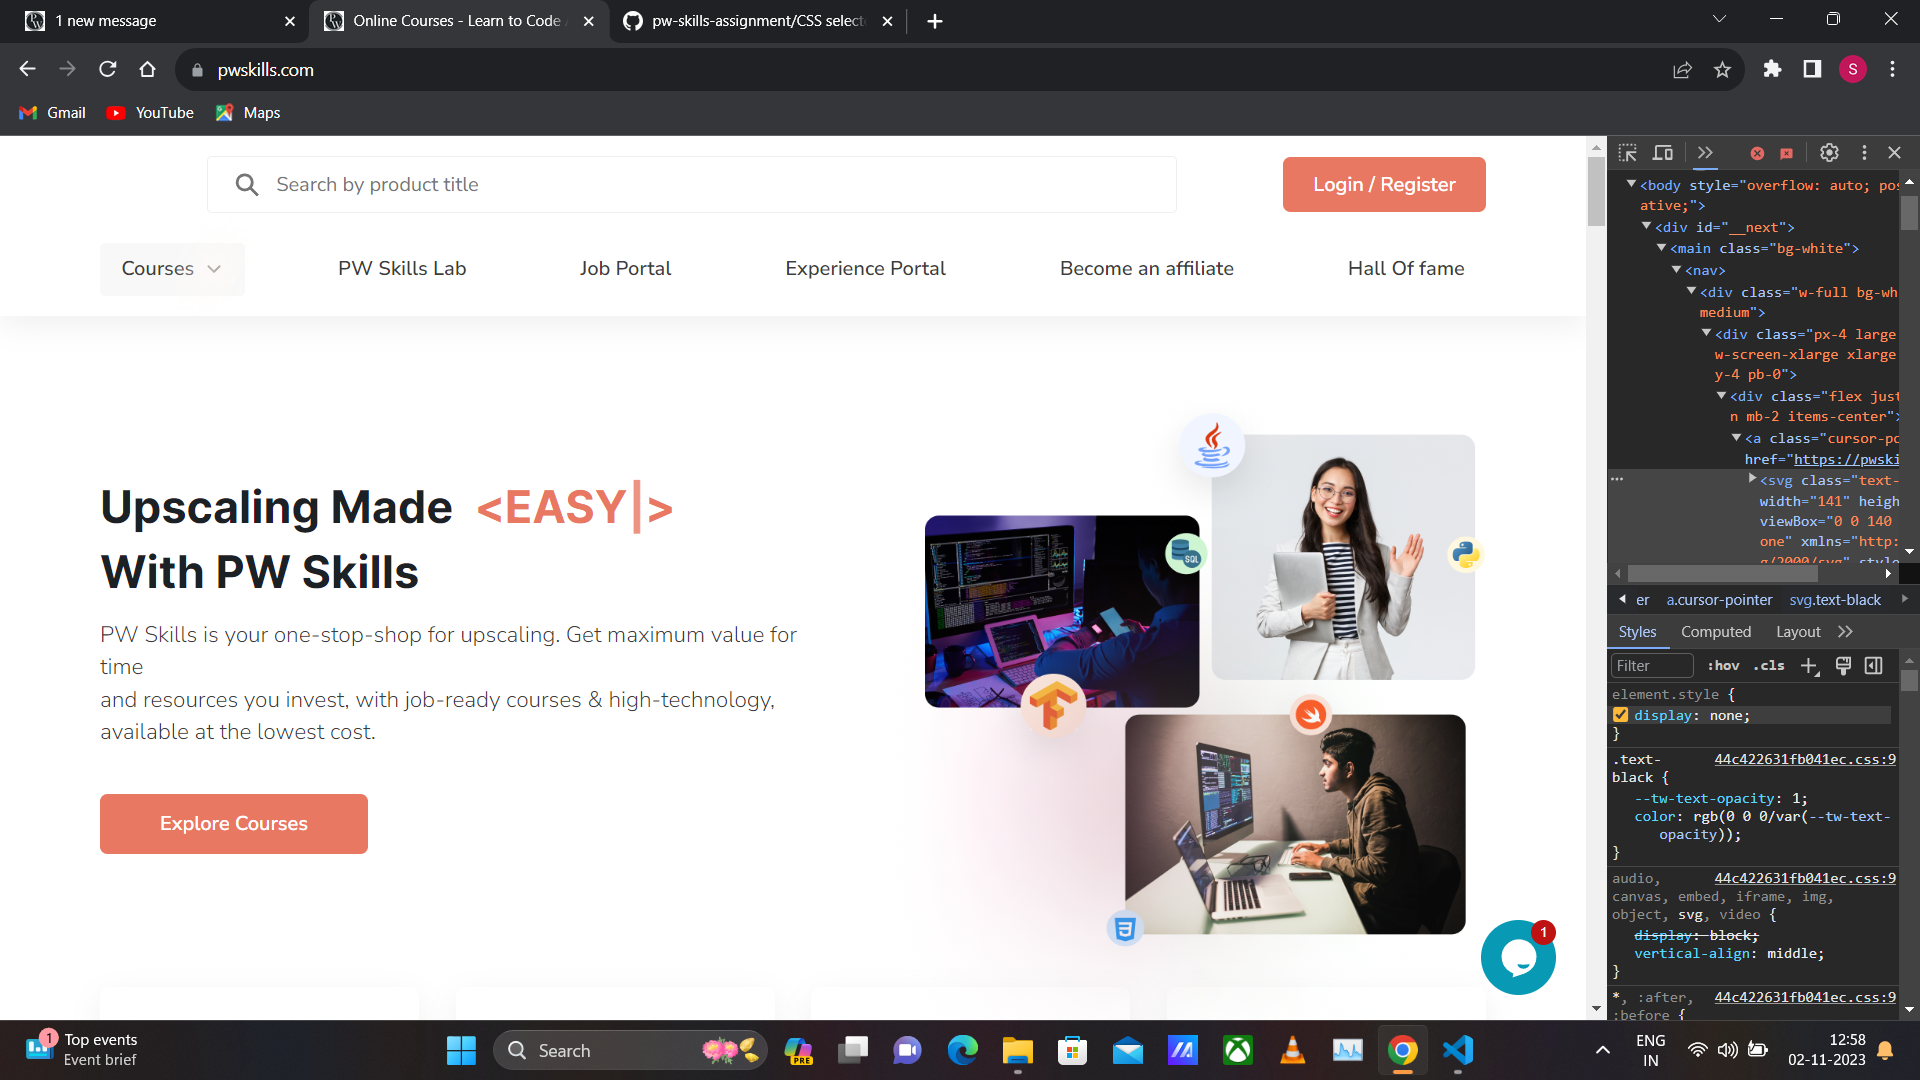 1 new message
Online Courses - Learn to Code
pw-skills-assignment/CSS select
pwskills.com
S
Gmail
YouTube
Maps
Search by product title
Login / Register
Courses
PW Skills Lab
Job Portal
Experience Portal
Become an affiliate
Hall Of fame
Upscaling Made <EASY|>
With PW Skills
PW Skills is your one-stop-shop for upscaling. Get maximum value for
time
and resources you invest, with job-ready courses & high-technology,
available at the lowest cost.
Explore Courses
SQL
1
<body style="overflow: auto; pos
ative;">
<div id="__next">
<main class="bg-white">
<nav>
<div class="w-full bg-wh
medium">
<div class="px-4 large
w-screen-xlarge xlarge
y-4 pb-0">
<div class="flex just
n mb-2 items-center">
<a class="cursor-po
href="https://pwski
<svg class="text-
width="141" heigh
viewBox="0 0 140
one" xmlns="http:
g/2000/svg" style
er a.cursor-pointer svg.text-black
Styles Computed Layout
Filter :hov .cls
element.style {
display: none;
}
.text- 44c422631fb041ec.css:9
black {
--tw-text-opacity: 1;
color: rgb(0 0 0/var(--tw-text-
opacity));
}
audio, 44c422631fb041ec.css:9
canvas, embed, iframe, img,
object, svg, video {
display: block;
vertical-align: middle;
}
*, :after, 44c422631fb041ec.css:9
:before {
1
Top events
Event brief
Search
PRE
ENG
IN
12:58
02-11-2023